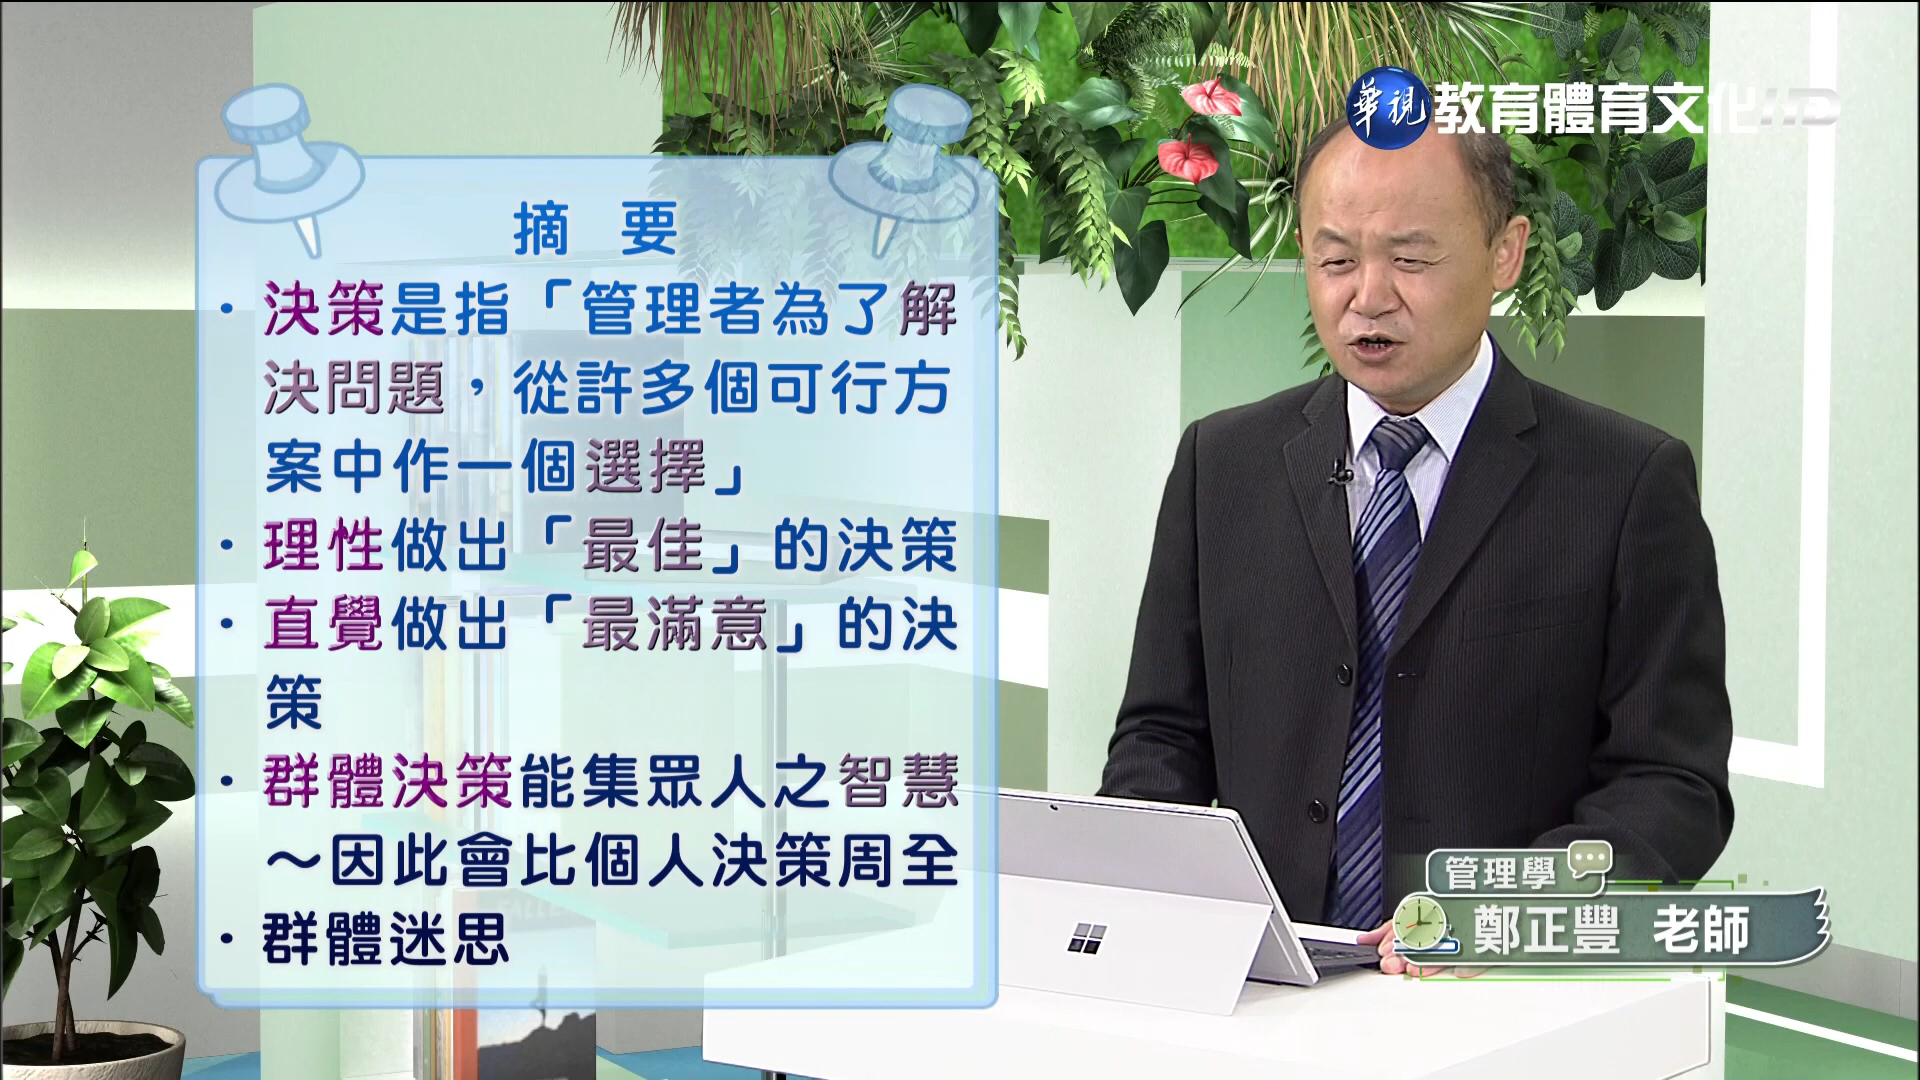 華視 教育體育文化HD
摘 要
・決策是指「管理者為了解
決問題，從許多個可行方
案中作一個選擇」
・理性做出「最佳」的決策
・直覺做出「最滿意」的決
策
・群體決策能集眾人之智慧
～因此會比個人決策周全
・群體迷思
管理學
鄭正豐 老師